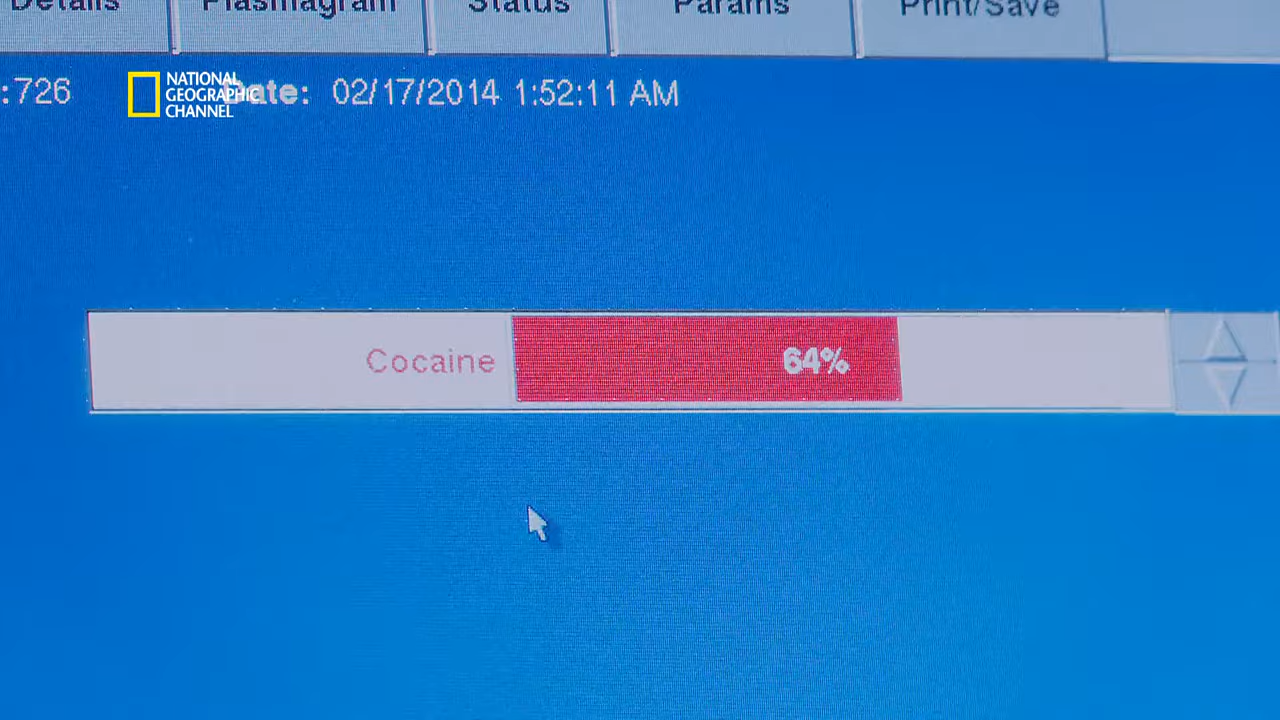 Details Plasmagram Status Params Print/Save
:726 Date: 02/17/2014 1:52:11 AM
NATIONAL
GEOGRAPHIC
CHANNEL
Cocaine 64%